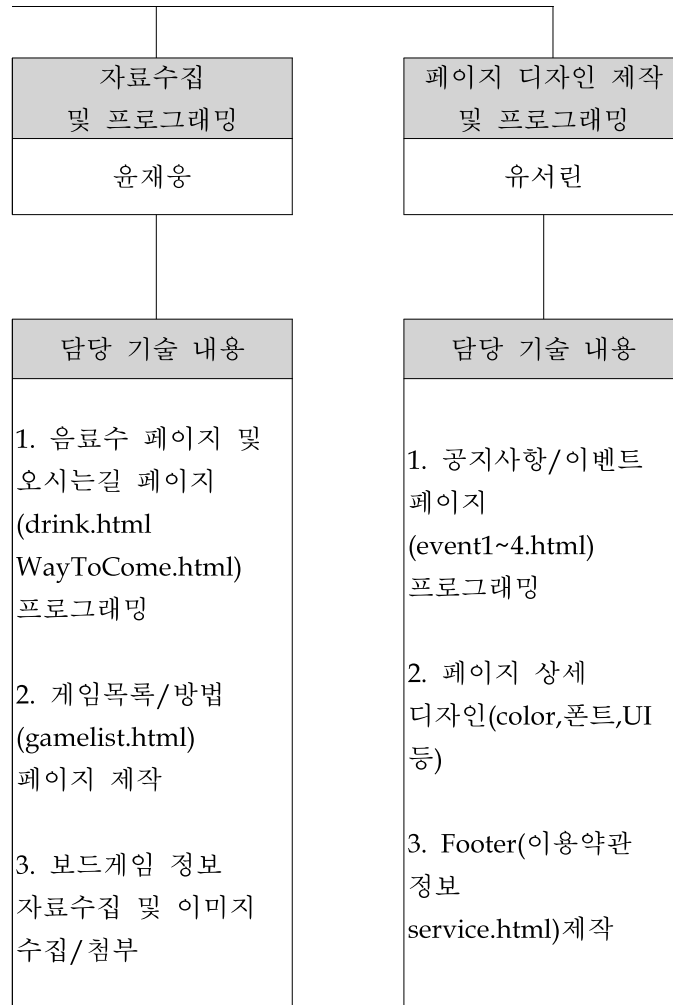 자료수집
및 프로그래밍
윤재웅
담당 기술 내용
1. 음료수 페이지 및
오시는길 페이지
(drink.html
WayToCome.html)
프로그래밍
2. 게임목록/방법
(gamelist.html)
페이지 제작
3. 보드게임 정보
자료수집 및 이미지
수집/첨부
페이지 디자인 제작
및 프로그래밍
유서린
담당 기술 내용
1. 공지사항/이벤트
페이지
(event1~4.html)
프로그래밍
2. 페이지 상세
디자인(color,폰트,UI
등)
3. Footer(이용약관
정보
service.html)제작